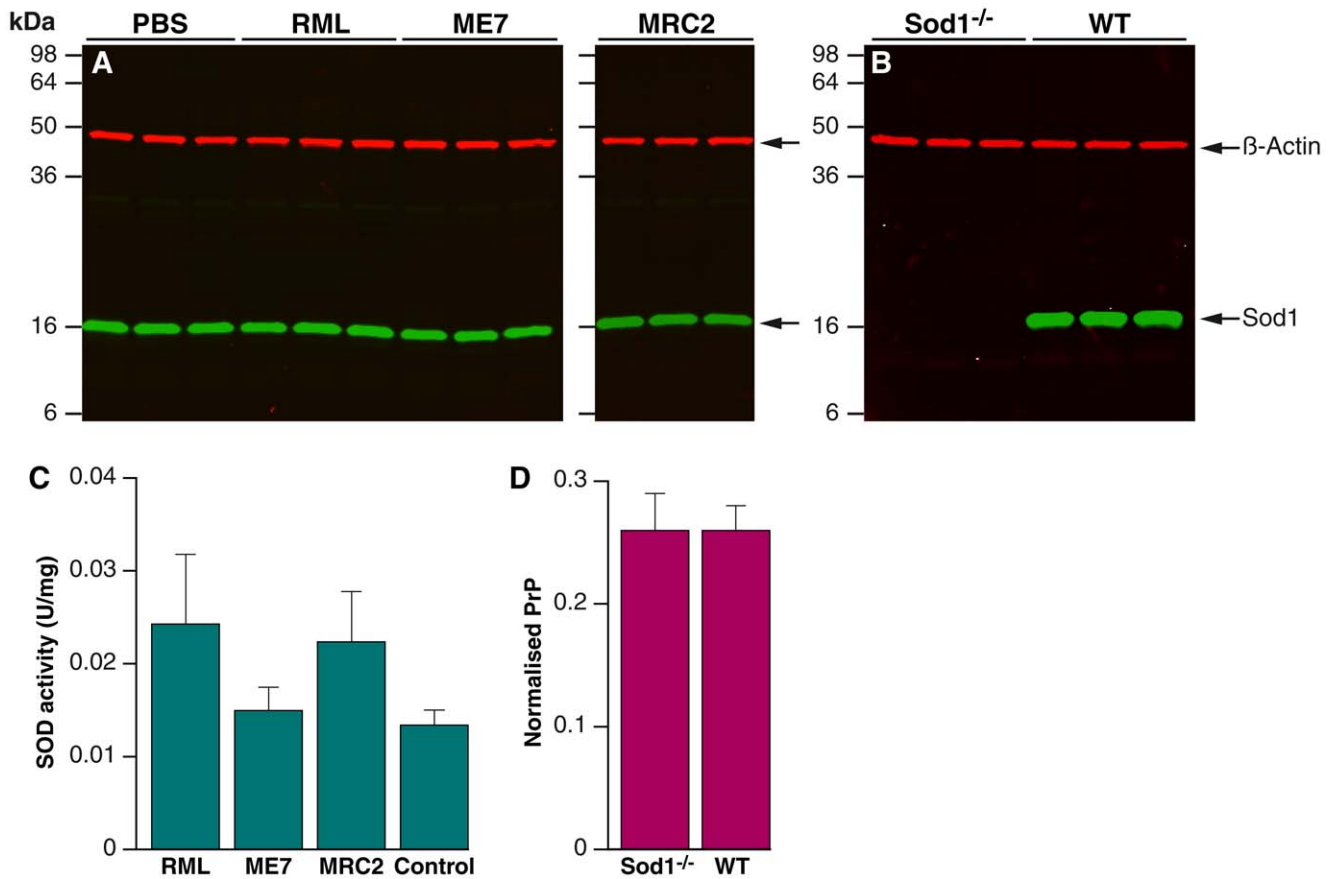 kDa PBS RML ME7 MRC2 Sod1-/- WT
A B
98 98
64 64
50 50
ß-Actin
36 36
16 16
Sod1
6 6
C D
0.04 0.3
0.03
0.02 0.2
0.01 0.1
0 0
SOD activity (U/mg)
Normalised PrP
RML ME7 MRC2 Control Sod1-/- WT